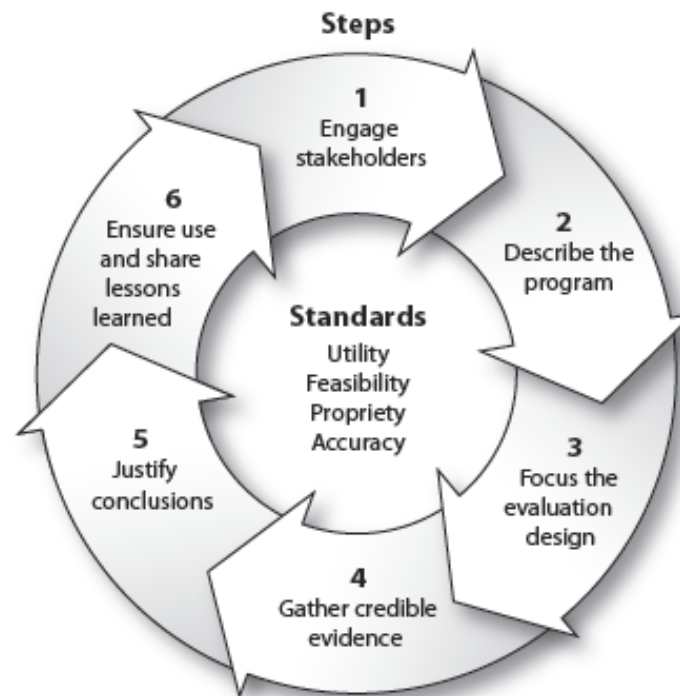 Steps
1
Engage
stakeholders
2
Describe the
program
3
Focus the
evaluation
design
4
Gather credible
evidence
5
Justify
conclusions
6
Ensure use
and share
lessons
learned
Standards
Utility
Feasibility
Propriety
Accuracy